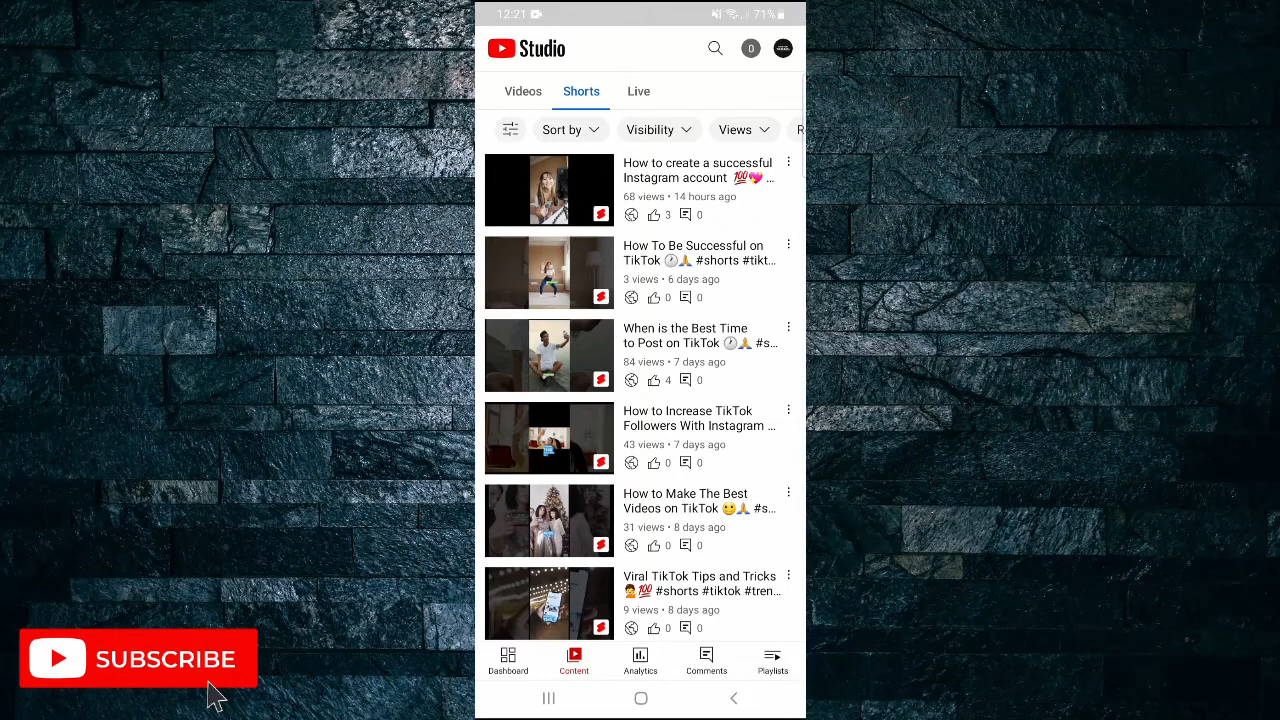 12:21
71%
Studio
0
Videos
Shorts
Live
Sort by
Visibility
Views
R
How to create a successful
Instagram account 💯💖 ...
68 views • 14 hours ago
3
0
How To Be Successful on
TikTok 🕐🙏 #shorts #tikt...
3 views • 6 days ago
0
0
When is the Best Time
to Post on TikTok 🕐🙏 #s...
84 views • 7 days ago
4
0
How to Increase TikTok
Followers With Instagram ...
43 views • 7 days ago
0
0
How to Make The Best
Videos on TikTok 🙂🙏 #s...
31 views • 8 days ago
0
0
Viral TikTok Tips and Tricks
🙅💯 #shorts #tiktok #tren...
9 views • 8 days ago
0
0
Dashboard
Content
Analytics
Comments
Playlists
SUBSCRIBE